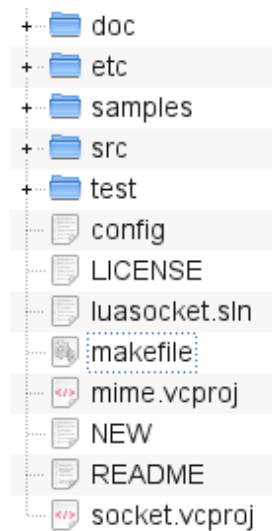 doc
etc
samples
src
test
config
LICENSE
luasocket.sln
makefile
mime.vcproj
NEW
README
socket.vcproj